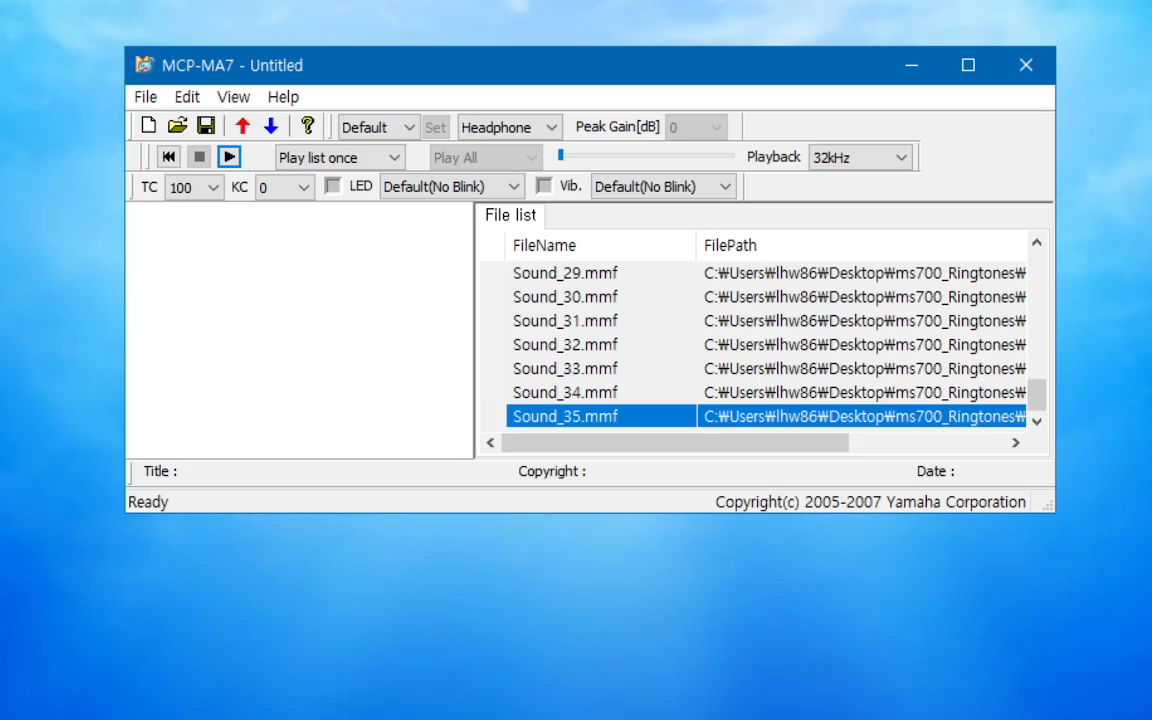 MCP-MA7 - Untitled
File Edit View Help
Default Set Headphone Peak Gain[dB] 0
Play list once Play All Playback 32kHz
TC 100 KC 0 LED Default(No Blink) Vib. Default(No Blink)
File list
FileName FilePath
Sound_29.mmf C:₩Users₩lhw86₩Desktop₩ms700_Ringtones₩
Sound_30.mmf C:₩Users₩lhw86₩Desktop₩ms700_Ringtones₩
Sound_31.mmf C:₩Users₩lhw86₩Desktop₩ms700_Ringtones₩
Sound_32.mmf C:₩Users₩lhw86₩Desktop₩ms700_Ringtones₩
Sound_33.mmf C:₩Users₩lhw86₩Desktop₩ms700_Ringtones₩
Sound_34.mmf C:₩Users₩lhw86₩Desktop₩ms700_Ringtones₩
Sound_35.mmf C:₩Users₩lhw86₩Desktop₩ms700_Ringtones₩
Title : Copyright : Date :
Ready Copyright(c) 2005-2007 Yamaha Corporation